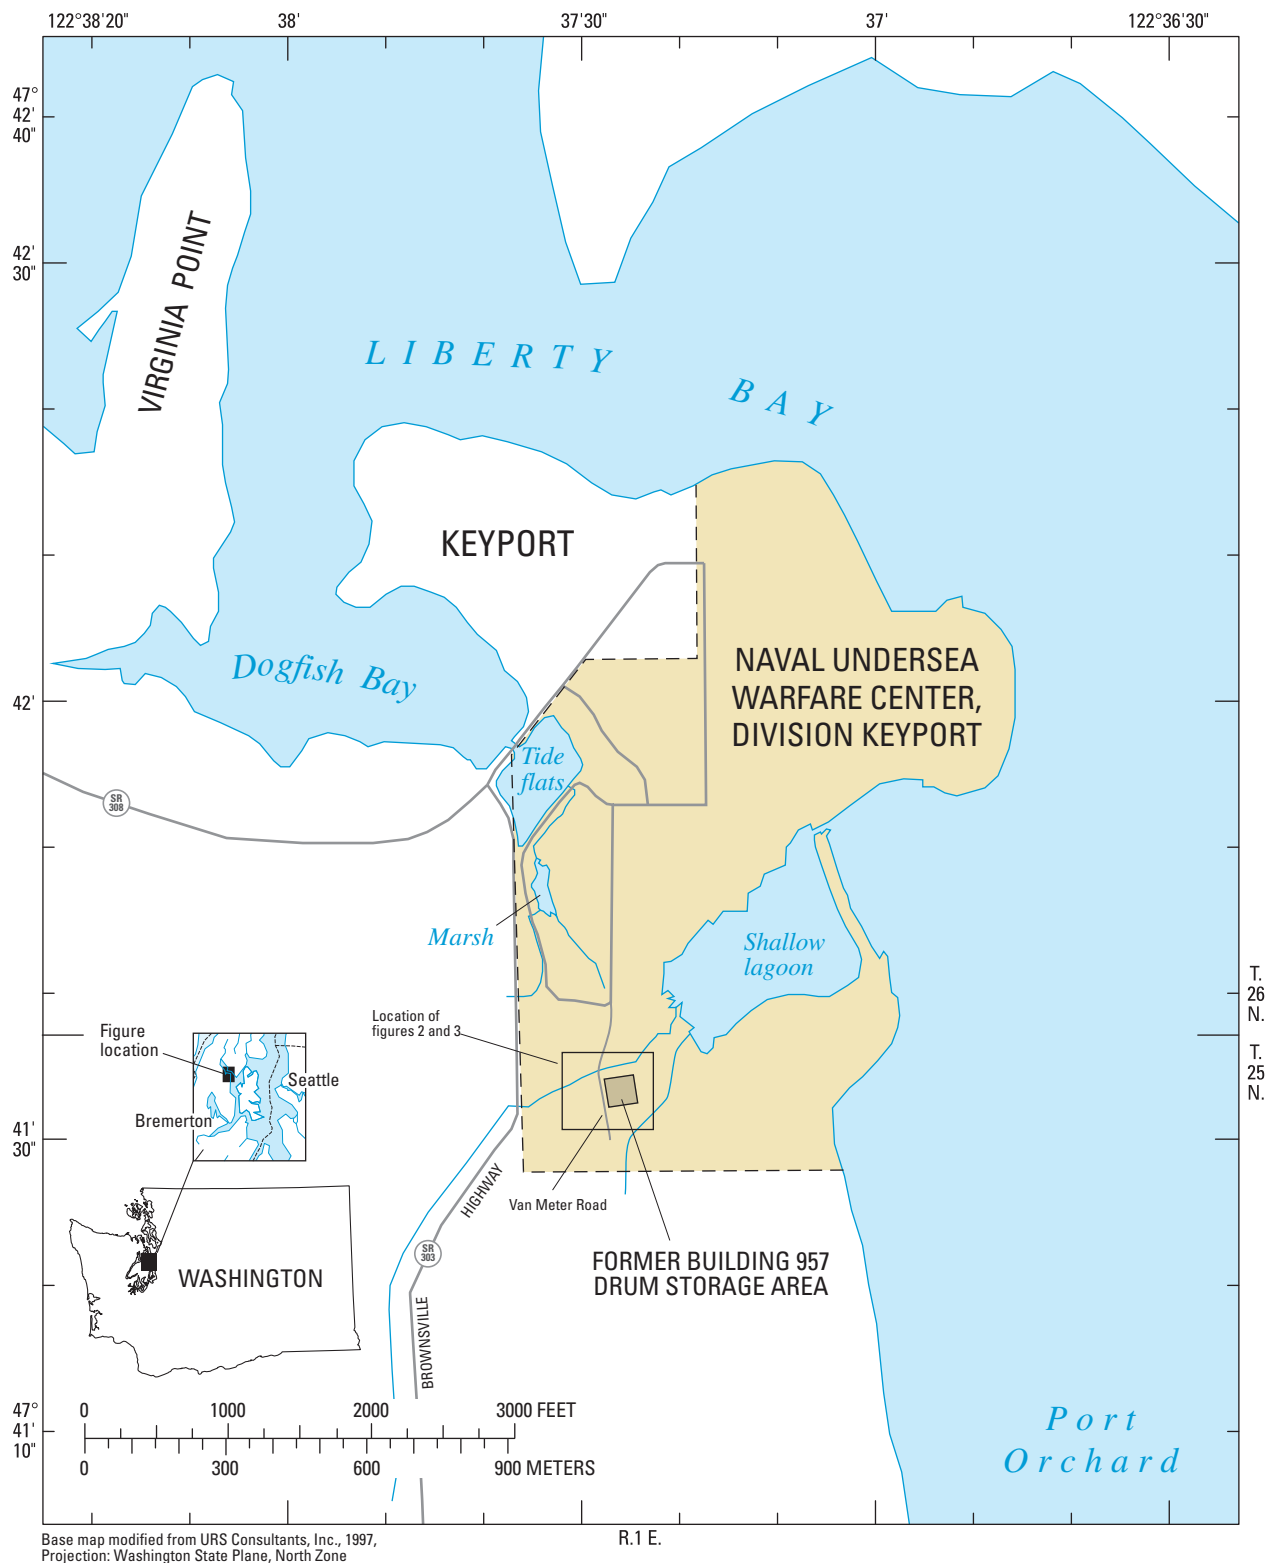 122°38'20"
38'
37'30"
37'
122°36'30"
47°
42'
40"
42'
30"
VIRGINIA POINT
LIBERTY
BAY
KEYPORT
Dogfish Bay
NAVAL UNDERSEA
WARFARE CENTER,
DIVISION KEYPORT
42'
Tide
flats
SR
308
Marsh
Shallow
lagoon
T.
26
N.
T.
25
N.
Location of
figures 2 and 3
Figure
location
Seattle
Bremerton
41'
30"
HIGHWAY
Van Meter Road
SR
303
FORMER BUILDING 957
DRUM STORAGE AREA
WASHINGTON
BROWNSVILLE
47°
41'
10"
0 1000 2000 3000 FEET
0 300 600 900 METERS
Port
Orchard
Base map modified from URS Consultants, Inc., 1997,
Projection: Washington State Plane, North Zone
R.1 E.